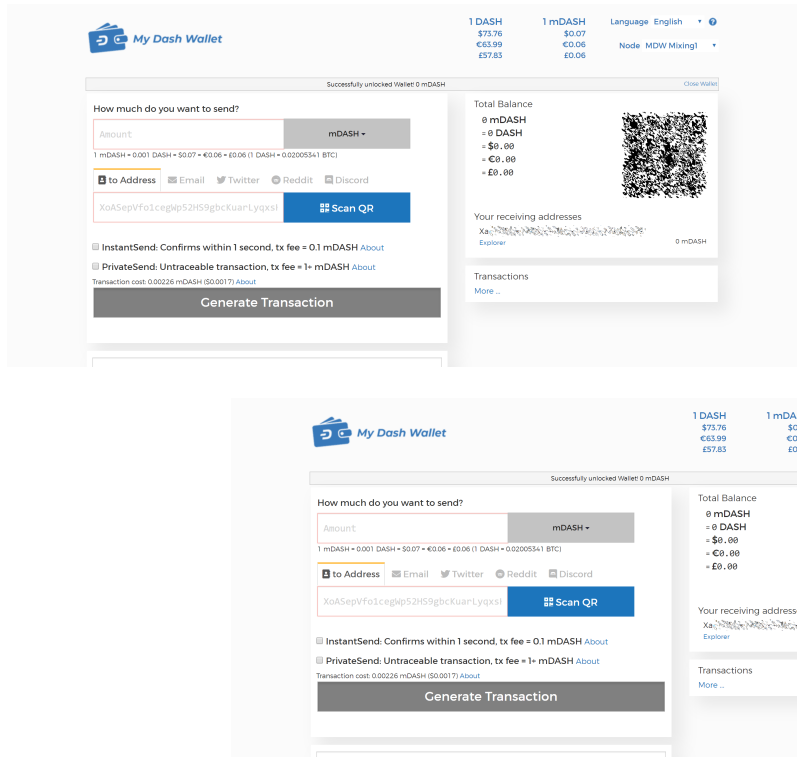 My Dash Wallet
1 DASH 1 mDASH Language English
$73.76 $0.07
€63.99 €0.06 Node MDW Mixing1
£57.83 £0.06
Successfully unlocked Wallet! 0 mDASH Close Wallet
How much do you want to send?
Amount mDASH
1 mDASH = 0.001 DASH = $0.07 = €0.06 = £0.06 (1 DASH = 0.02005341 BTC)
to Address Email Twitter Reddit Discord
Scan QR
InstantSend: Confirms within 1 second, tx fee = 0.1 mDASH About
PrivateSend: Untraceable transaction, tx fee = 1+ mDASH About
Transaction cost: 0.00226 mDASH ($0.0017) About
Generate Transaction
Total Balance
0 mDASH
= 0 DASH
= $0.00
= €0.00
= £0.00
Your receiving addresses
Xa
Explorer 0 mDASH
Transactions
More ...
My Dash Wallet
1 DASH 1 mDA
$73.76 $0
€63.99 €0
£57.83 £0
Successfully unlocked Wallet! 0 mDASH
How much do you want to send?
Amount mDASH
1 mDASH = 0.001 DASH = $0.07 = €0.06 = £0.06 (1 DASH = 0.02005341 BTC)
to Address Email Twitter Reddit Discord
Scan QR
InstantSend: Confirms within 1 second, tx fee = 0.1 mDASH About
PrivateSend: Untraceable transaction, tx fee = 1+ mDASH About
Transaction cost: 0.00226 mDASH ($0.0017) About
Generate Transaction
Total Balance
0 mDASH
= 0 DASH
= $0.00
= €0.00
= £0.00
Your receiving address
Xa
Explorer
Transactions
More ...